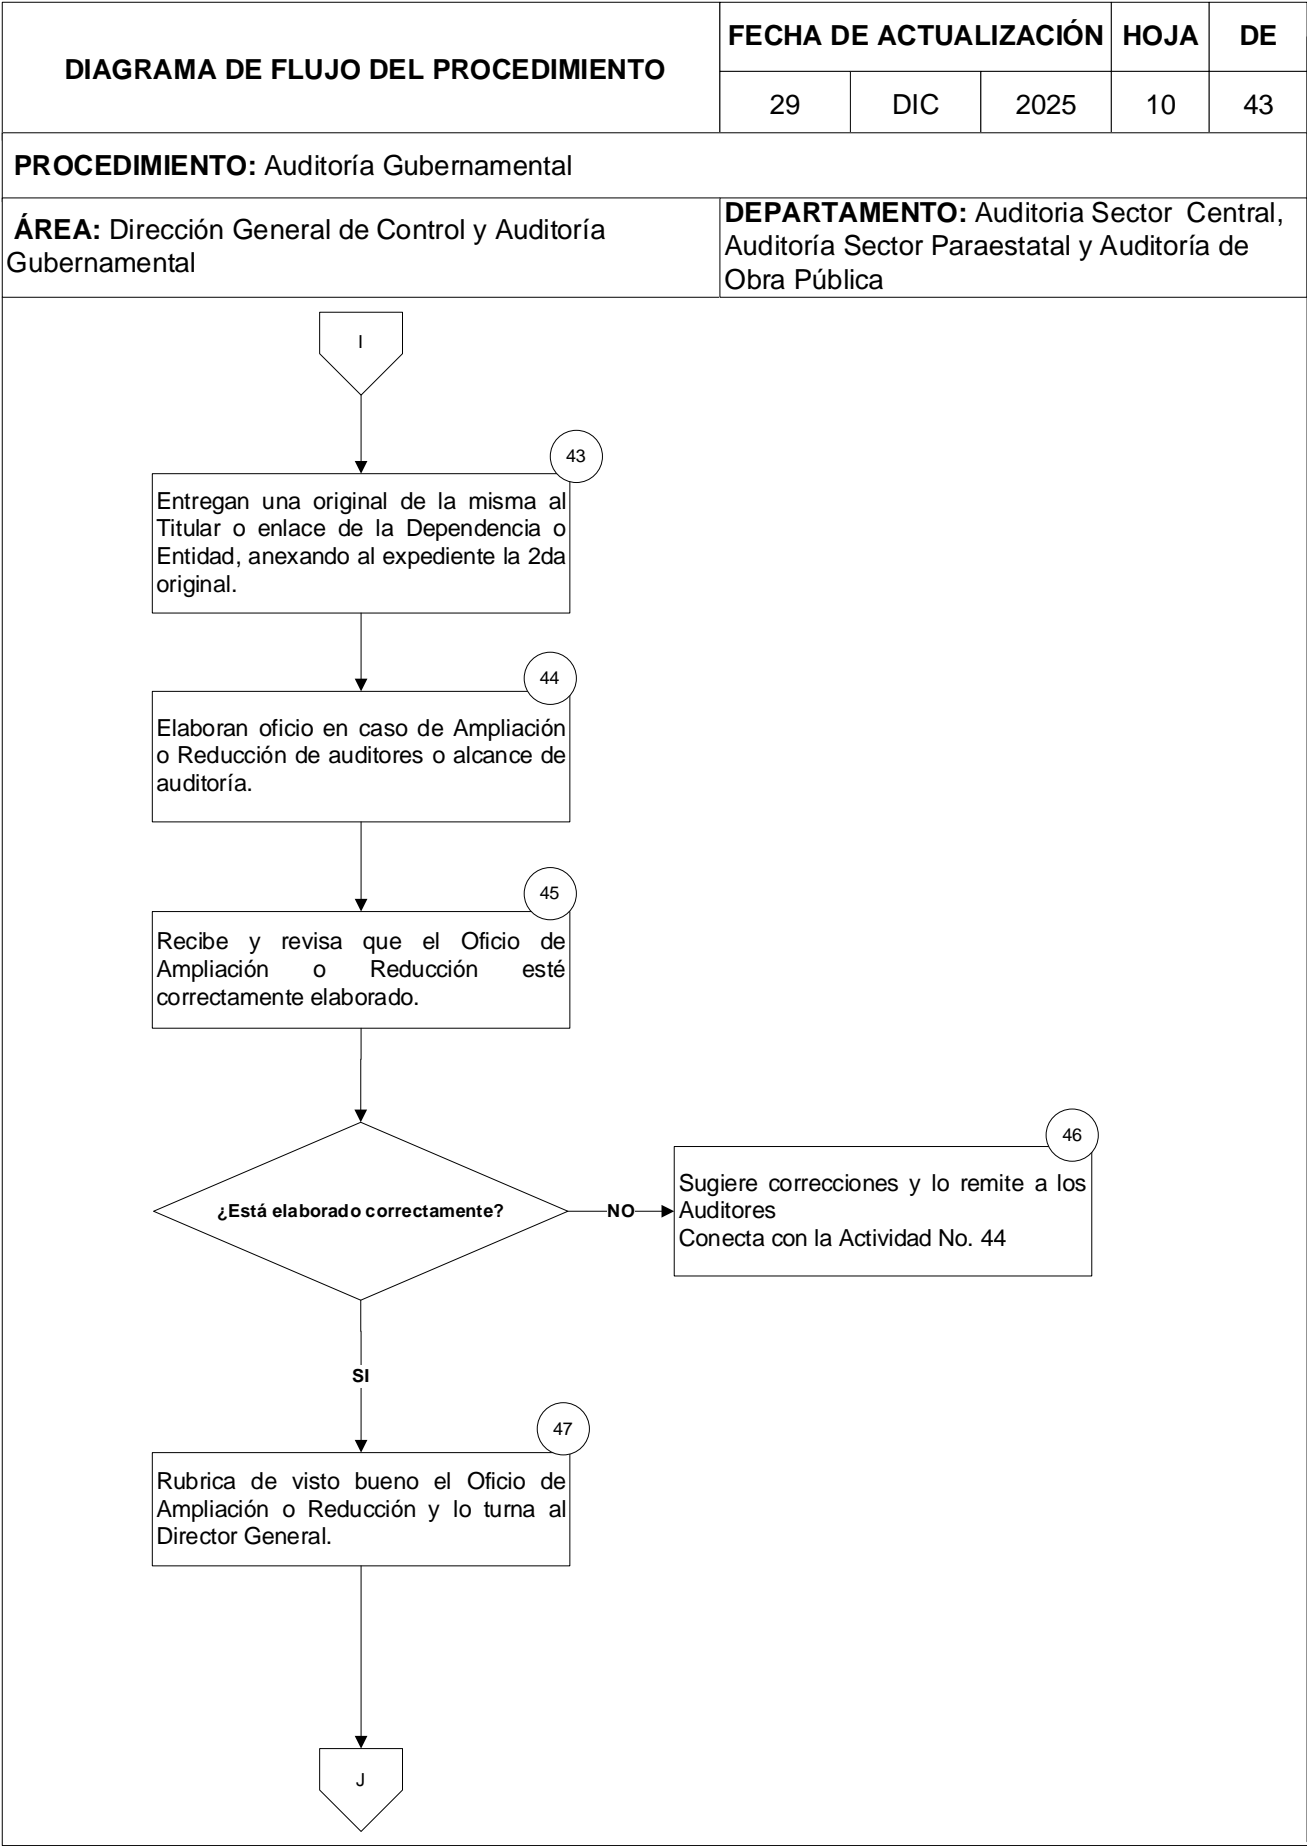 DIAGRAMA DE FLUJO DEL PROCEDIMIENTO
FECHA DE ACTUALIZACIÓN HOJA DE
29 DIC 2025 10 43
PROCEDIMIENTO: Auditoría Gubernamental
ÁREA: Dirección General de Control y Auditoría
Gubernamental
DEPARTAMENTO: Auditoria Sector Central,
Auditoría Sector Paraestatal y Auditoría de
Obra Pública
I
43
Entregan una original de la misma al
Titular o enlace de la Dependencia o
Entidad, anexando al expediente la 2da
original.
44
Elaboran oficio en caso de Ampliación
o Reducción de auditores o alcance de
auditoría.
45
Recibe y revisa que el Oficio de
Ampliación o Reducción esté
correctamente elaborado.
¿Está elaborado correctamente?
NO
46
Sugiere correcciones y lo remite a los
Auditores
Conecta con la Actividad No. 44
SI
47
Rubrica de visto bueno el Oficio de
Ampliación o Reducción y lo turna al
Director General.
J